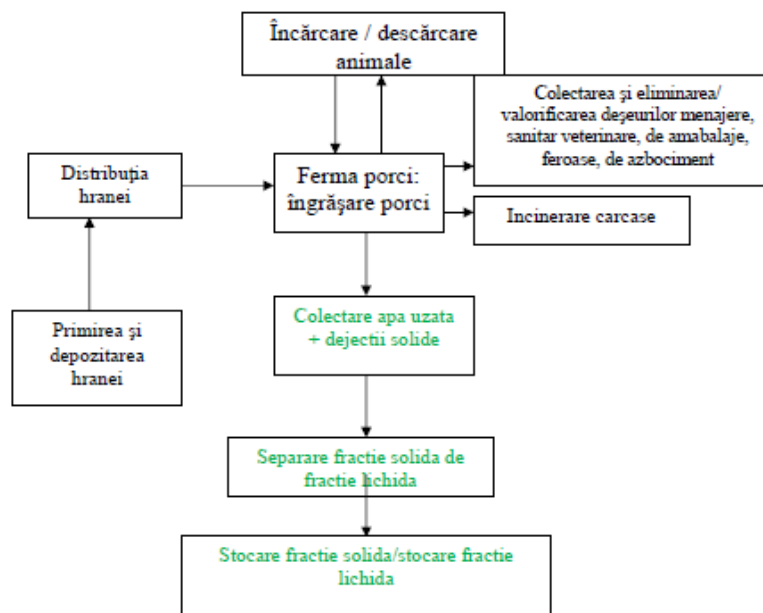 Încărcare / descărcare
animale
Colectarea şi eliminarea/
valorificarea deşeurilor menajere,
sanitar veterinare, de amabalaje,
feroase, de azbociment
Distribuţia
hranei
Ferma porci:
îngrăşare porci
Incinerare carcase
Primirea şi
depozitarea
hranei
Colectare apa uzata
+ dejectii solide
Separare fractie solida de
fractie lichida
Stocare fractie solida/stocare fractie
lichida